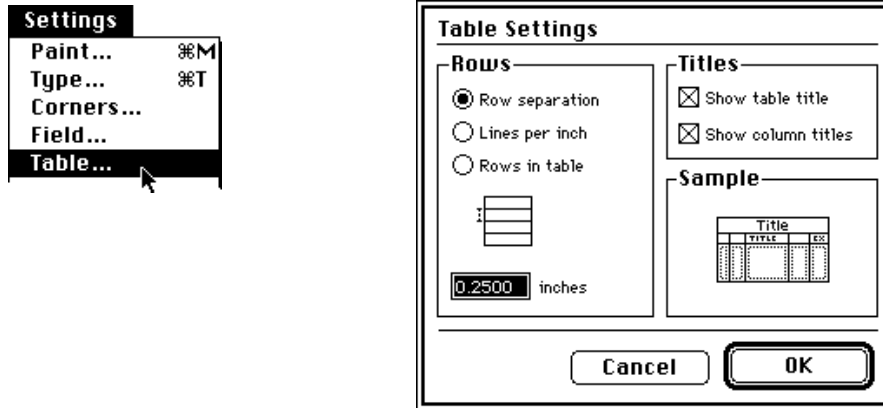 Settings
Paint... ⌘M
Type... ⌘T
Corners...
Field...
Table...
Table Settings
Rows
Row separation
Lines per inch
Rows in table
0.2500 inches
Titles
Show table title
Show column titles
Sample
Title
TITLE EX
Cancel OK